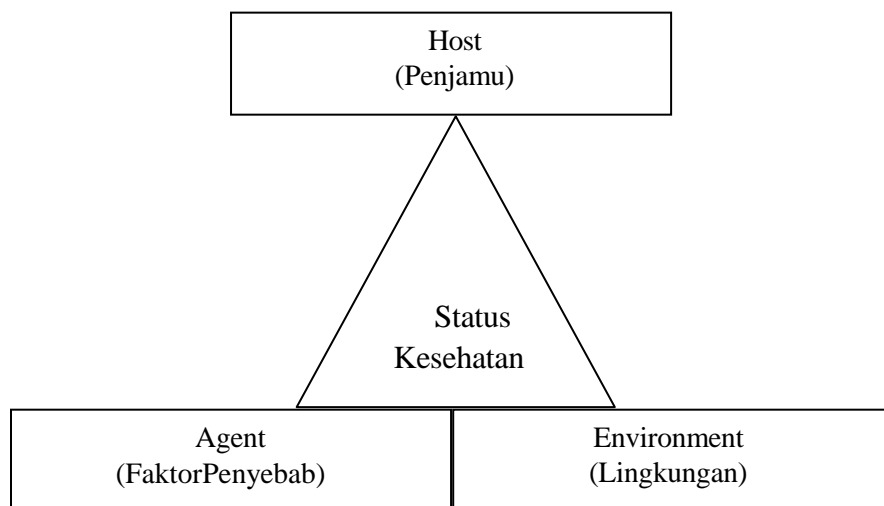 Host
(Penjamu)
Status
Kesehatan
Agent
(FaktorPenyebab)
Environment
(Lingkungan)